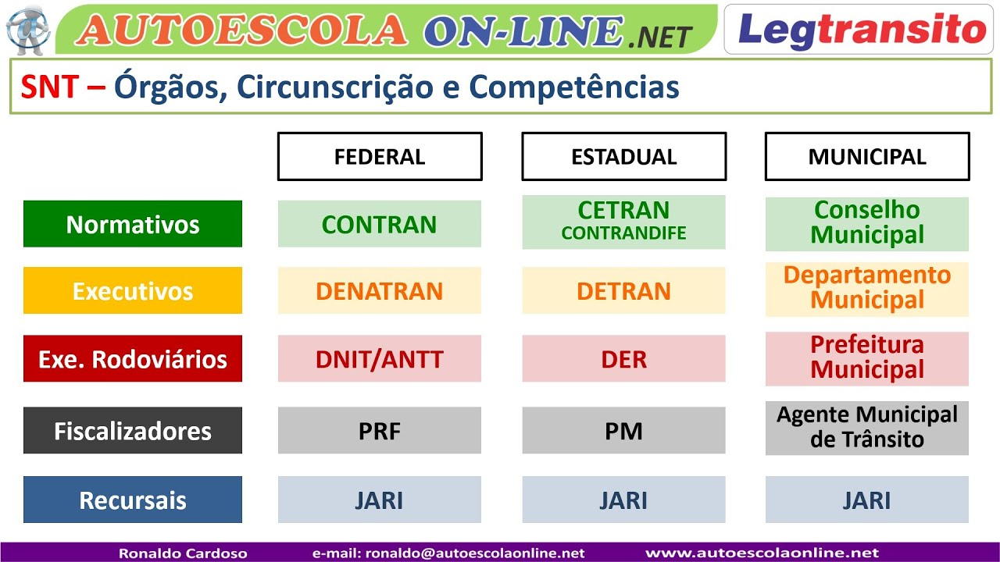 AUTOESCOLA ON-LINE .NET
Legtransito
SNT – Órgãos, Circunscrição e Competências
FEDERAL
ESTADUAL
MUNICIPAL
Normativos
CONTRAN
CETRAN
CONTRANDIFE
Conselho
Municipal
Executivos
DENATRAN
DETRAN
Departamento
Municipal
Exe. Rodoviários
DNIT/ANTT
DER
Prefeitura
Municipal
Fiscalizadores
PRF
PM
Agente Municipal
de Trânsito
Recursais
JARI
JARI
JARI
Ronaldo Cardoso
e-mail: ronaldo@autoescolaonline.net
www.autoescolaonline.net